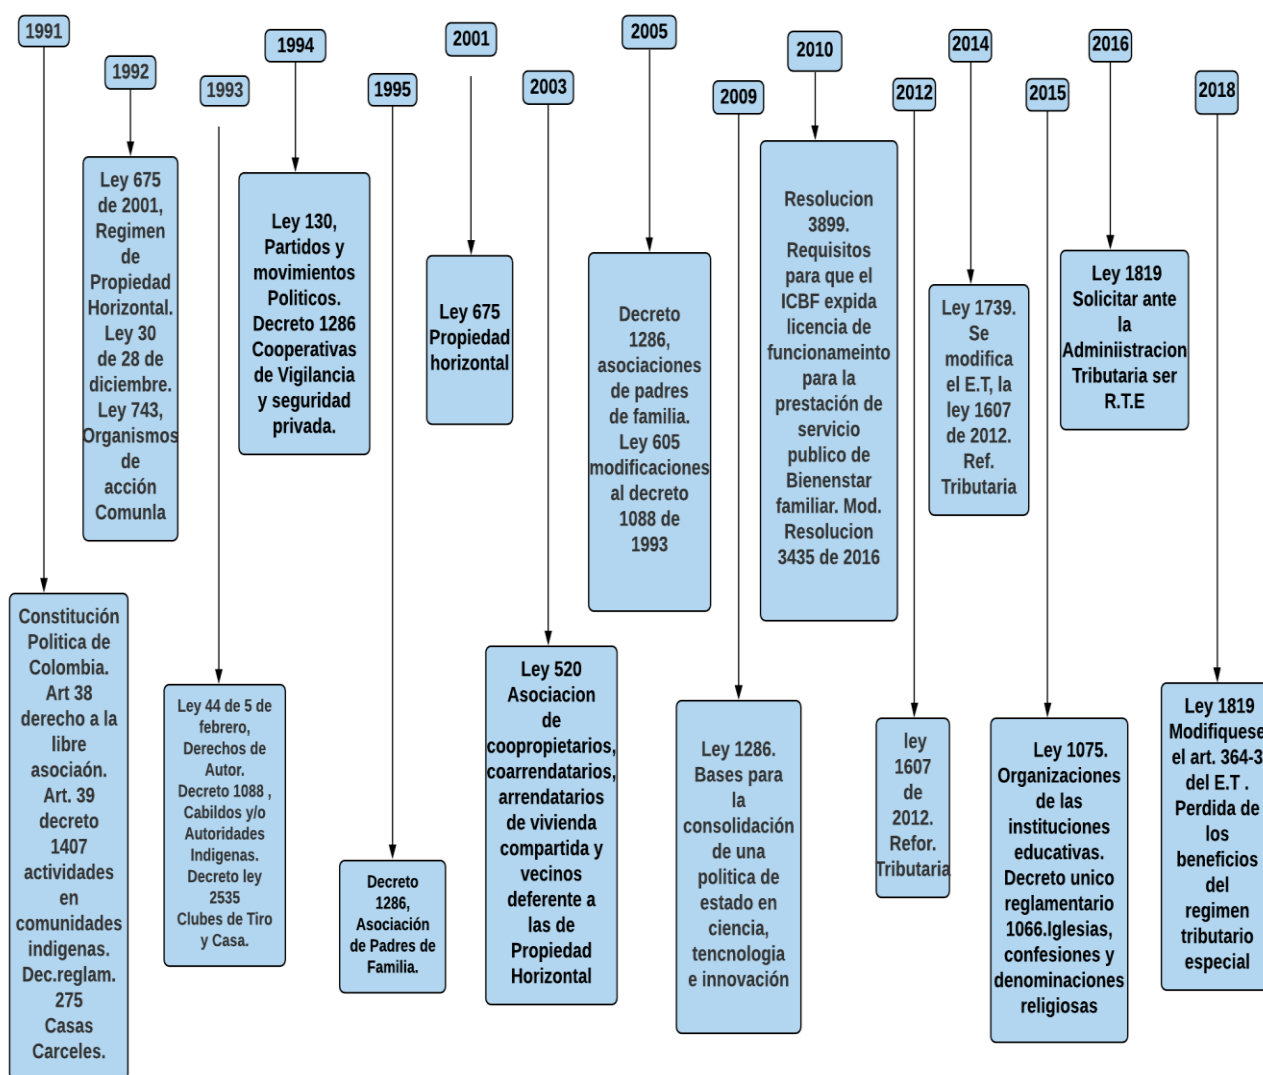 1991
Constitución
Politica de
Colombia.
Art 38
derecho a la
libre
asociaón.
Art. 39
decreto
1407
actividades
en
comunidades
indigenas.
Dec.reglam.
275
Casas
Carceles.
1992
Ley 675
de 2001,
Regimen
de
Propiedad
Horizontal.
Ley 30
de 28 de
diciembre.
Ley 743,
Organismos
de
acción
Comunla
1993
Ley 44 de 5 de
febrero,
Derechos de
Autor.
Decreto 1088 ,
Cabildos y/o
Autoridades
Indigenas.
Decreto ley
2535
Clubes de Tiro
y Casa.
1994
Ley 130,
Partidos y
movimientos
Politicos.
Decreto 1286
Cooperativas
de Vigilancia
y seguridad
privada.
1995
Decreto
1286,
Asociación
de Padres de
Familia.
2001
Ley 675
Propiedad
horizontal
2003
Ley 520
Asociacion
de
coopropietarios,
coarrendatarios,
arrendatarios
de vivienda
compartida y
vecinos
deferente a
las de
Propiedad
Horizontal
2005
Decreto
1286,
asociaciones
de padres
de familia.
Ley 605
modificaciones
al decreto
1088 de
1993
2009
Ley 1286.
Bases para
la
consolidación
de una
politica de
estado en
ciencia,
tencnologia
e innovación
2010
Resolucion
3899.
Requisitos
para que el
ICBF expida
licencia de
funcionameinto
para la
prestación de
servicio
publico de
Bienenstar
familiar. Mod.
Resolucion
3435 de 2016
2012
ley
1607
de
2012.
Refor.
Tributaria
2014
Ley 1739.
Se
modifica
el E.T, la
ley 1607
de 2012.
Ref.
Tributaria
2015
Ley 1075.
Organizaciones
de las
instituciones
educativas.
Decreto unico
reglamentario
1066.Iglesias,
confesiones y
denominaciones
religiosas
2016
Ley 1819
Solicitar ante
la
Adminiistracion
Tributaria ser
R.T.E
2018
Ley 1819
Modifiquese
el art. 364-3
del E.T .
Perdida de
los
beneficios
del
regimen
tributario
especial